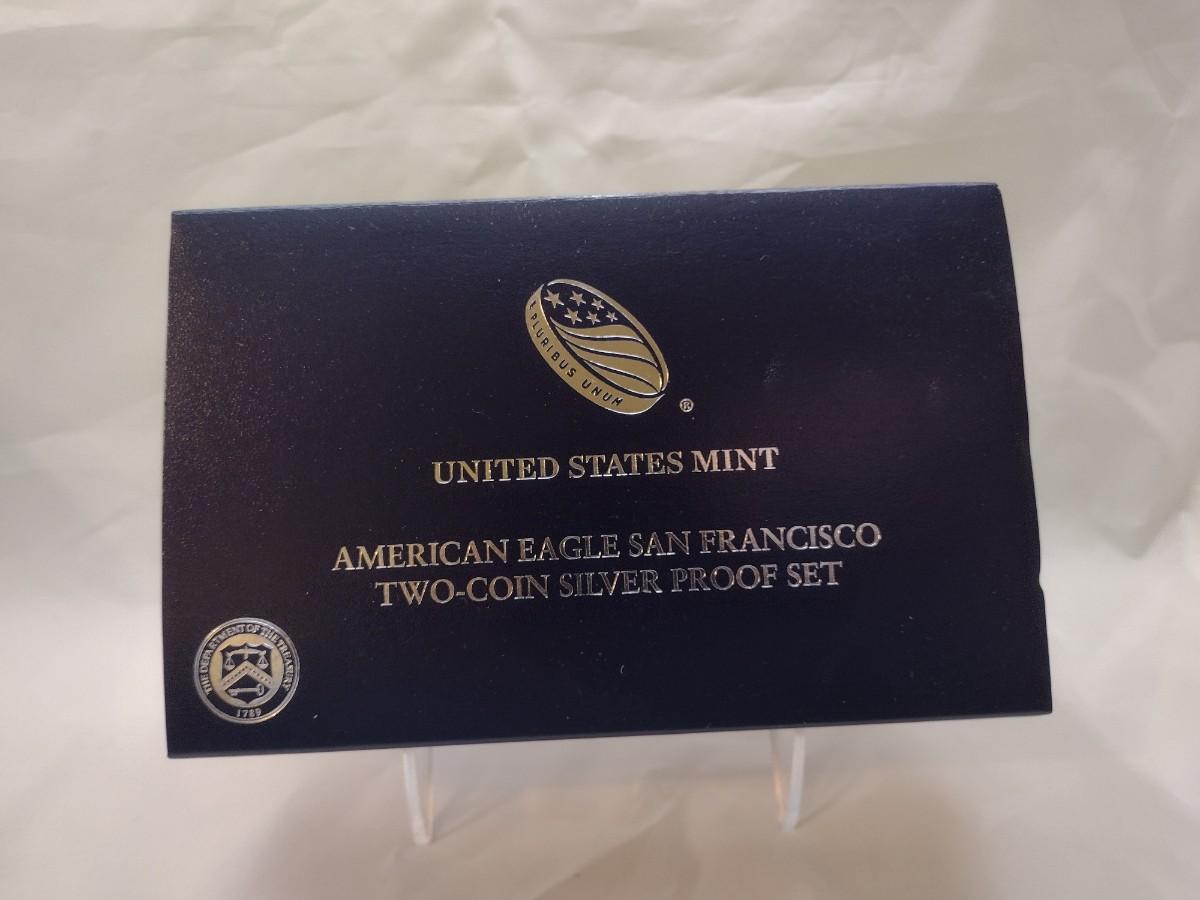 E PLURIBUS UNUM
®
UNITED STATES MINT
AMERICAN EAGLE SAN FRANCISCO
TWO-COIN SILVER PROOF SET
THE DEPARTMENT OF THE TREASURY
1789